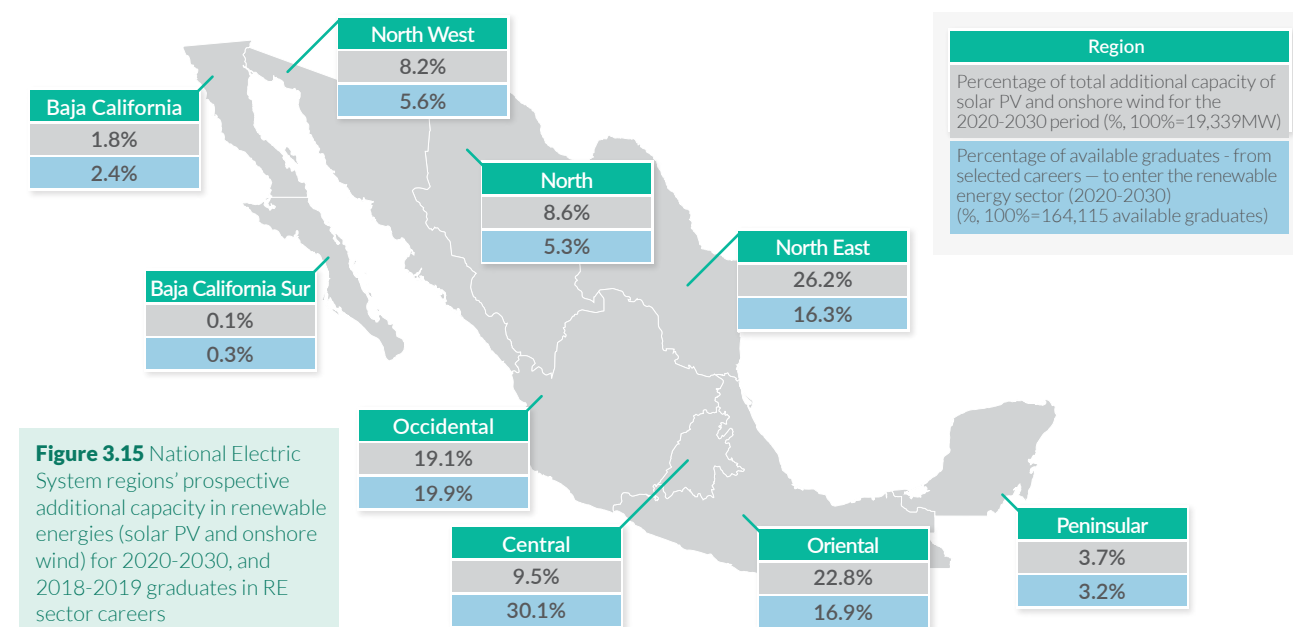 North West
8.2%
5.6%
Baja California
1.8%
2.4%
North
8.6%
5.3%
North East
26.2%
16.3%
Baja California Sur
0.1%
0.3%
Occidental
19.1%
19.9%
Central
9.5%
30.1%
Oriental
22.8%
16.9%
Peninsular
3.7%
3.2%
Region
Percentage of total additional capacity of
solar PV and onshore wind for the
2020-2030 period (%, 100%=19,339MW)
Percentage of available graduates - from
selected careers — to enter the renewable
energy sector (2020-2030)
(%, 100%=164,115 available graduates)
Figure 3.15 National Electric
System regions’ prospective
additional capacity in renewable
energies (solar PV and onshore
wind) for 2020-2030, and
2018-2019 graduates in RE
sector careers